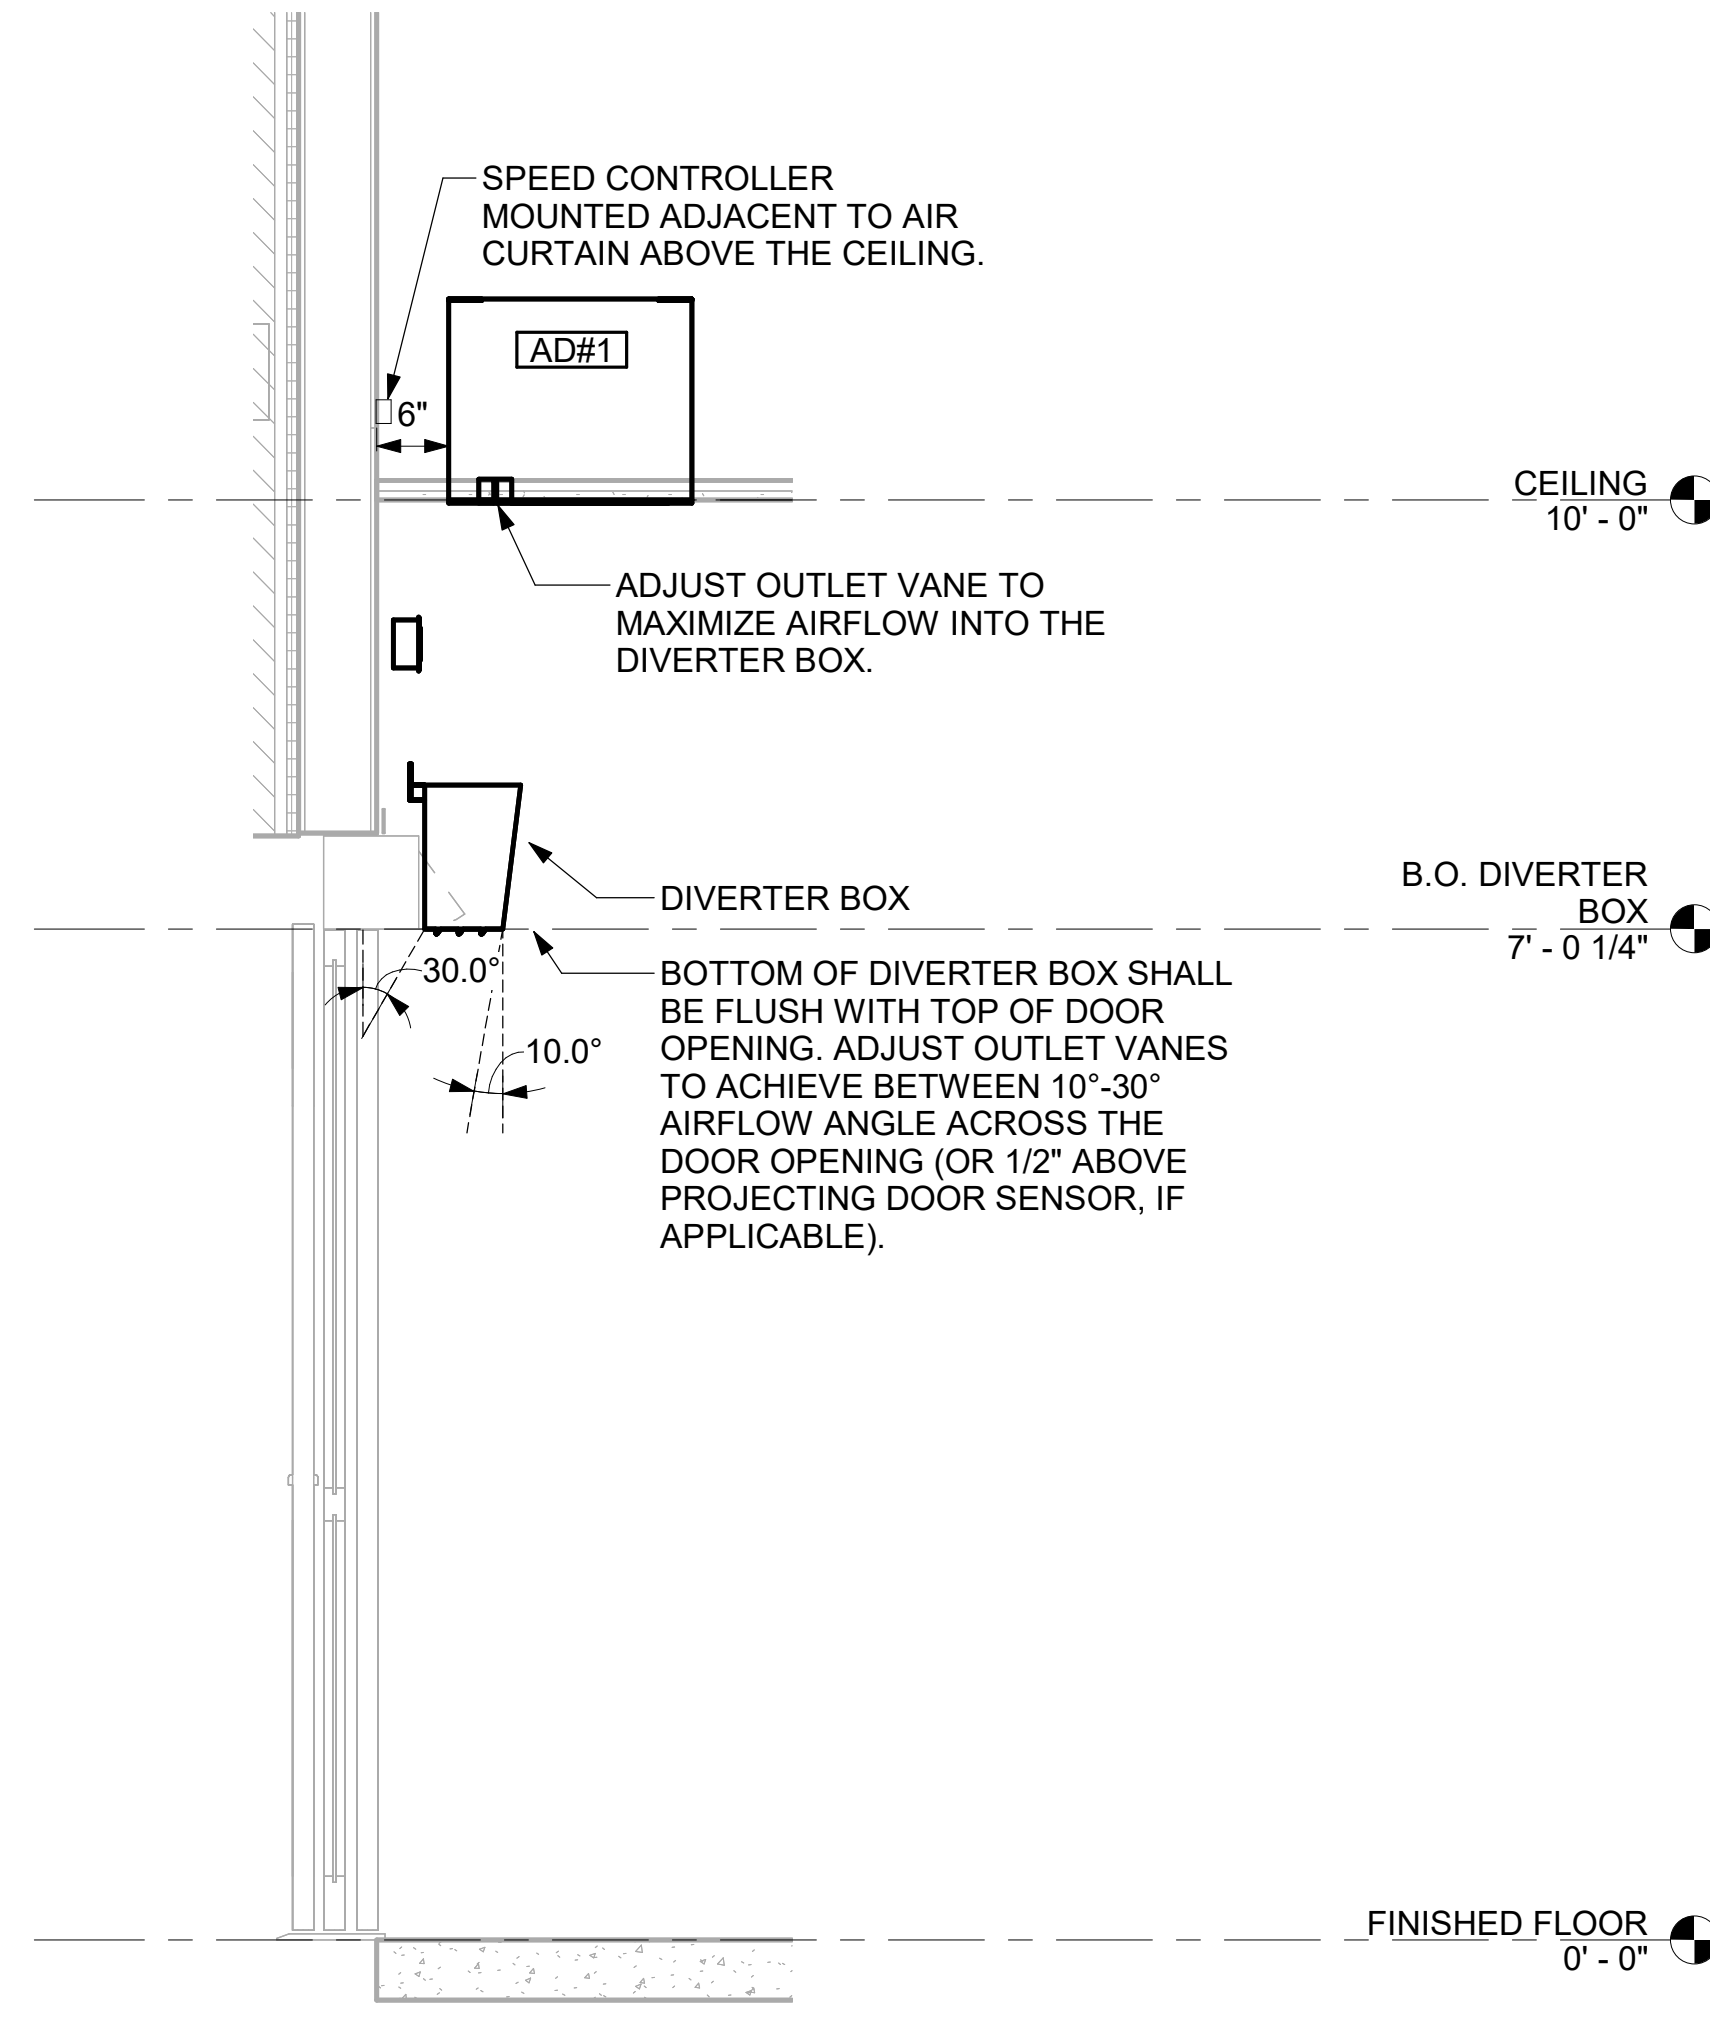 SPEED CONTROLLER
MOUNTED ADJACENT TO AIR
CURTAIN ABOVE THE CEILING.
AD#1
6"
CEILING
10' - 0"
ADJUST OUTLET VANE TO
MAXIMIZE AIRFLOW INTO THE
DIVERTER BOX.
DIVERTER BOX
B.O. DIVERTER
BOX
7' - 0 1/4"
30.0°
10.0°
BOTTOM OF DIVERTER BOX SHALL
BE FLUSH WITH TOP OF DOOR
OPENING. ADJUST OUTLET VANES
TO ACHIEVE BETWEEN 10°-30°
AIRFLOW ANGLE ACROSS THE
DOOR OPENING (OR 1/2" ABOVE
PROJECTING DOOR SENSOR, IF
APPLICABLE).
FINISHED FLOOR
0' - 0"